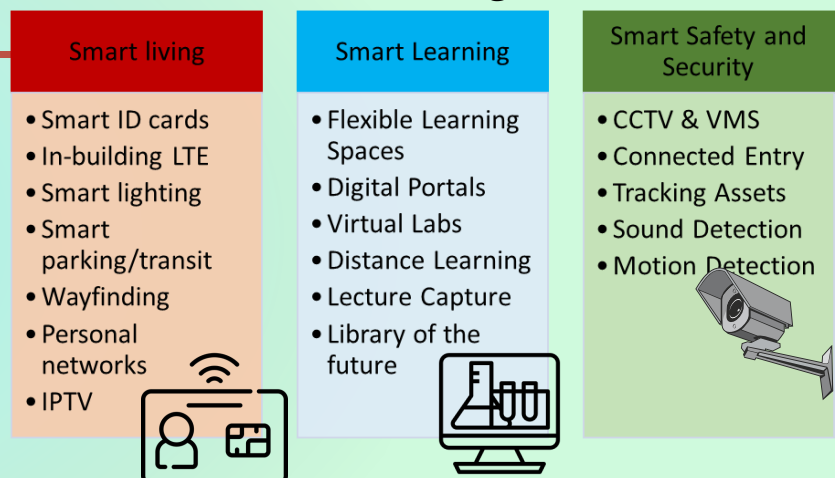 Smart living
• Smart ID cards
• In-building LTE
• Smart lighting
• Smart
parking/transit
• Wayfinding
• Personal
networks
• IPTV
Smart Learning
• Flexible Learning
Spaces
• Digital Portals
• Virtual Labs
• Distance Learning
• Lecture Capture
• Library of the
future
Smart Safety and
Security
• CCTV & VMS
• Connected Entry
• Tracking Assets
• Sound Detection
• Motion Detection